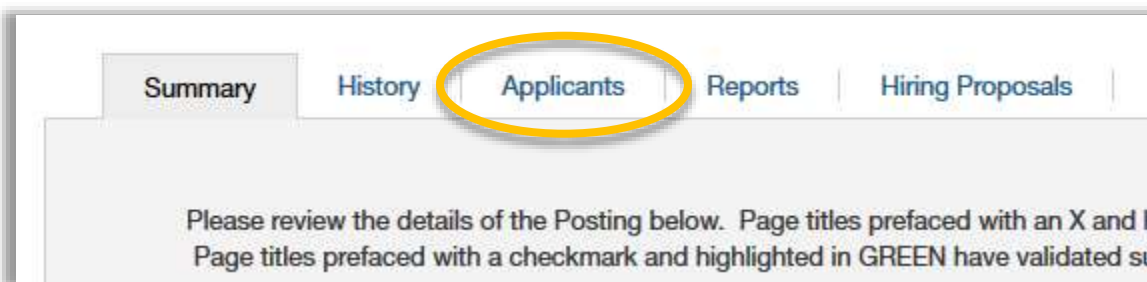 Summary History Applicants Reports Hiring Proposals
Please review the details of the Posting below. Page titles prefaced with an X and
Page titles prefaced with a checkmark and highlighted in GREEN have validated